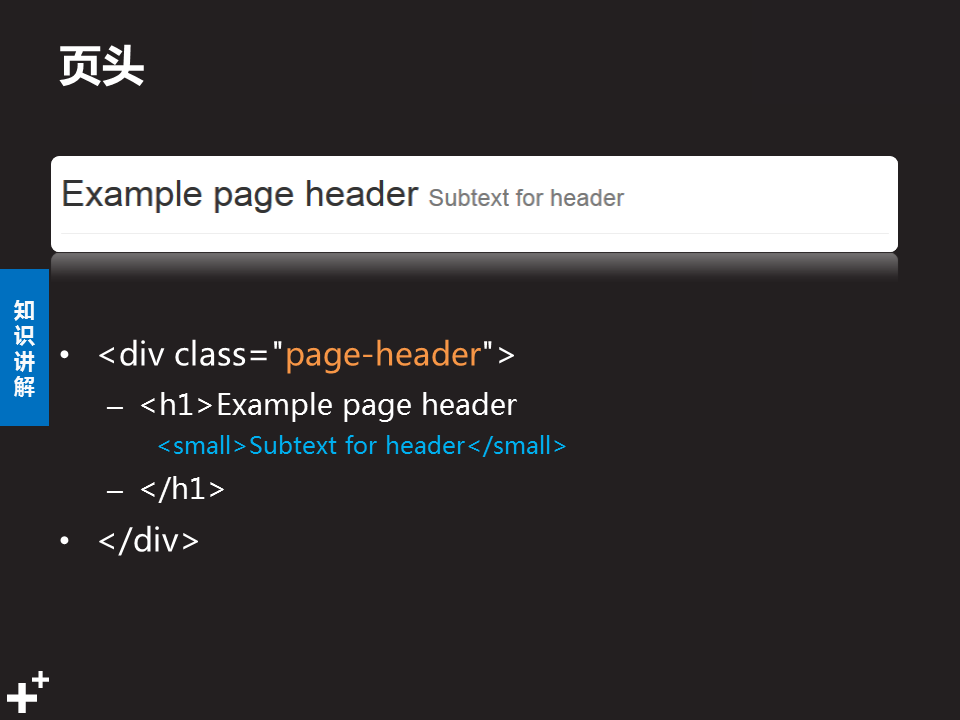 页头
Example page header Subtext for header
知识讲解
• <div class="page-header">
– <h1>Example page header
<small>Subtext for header</small>
– </h1>
• </div>